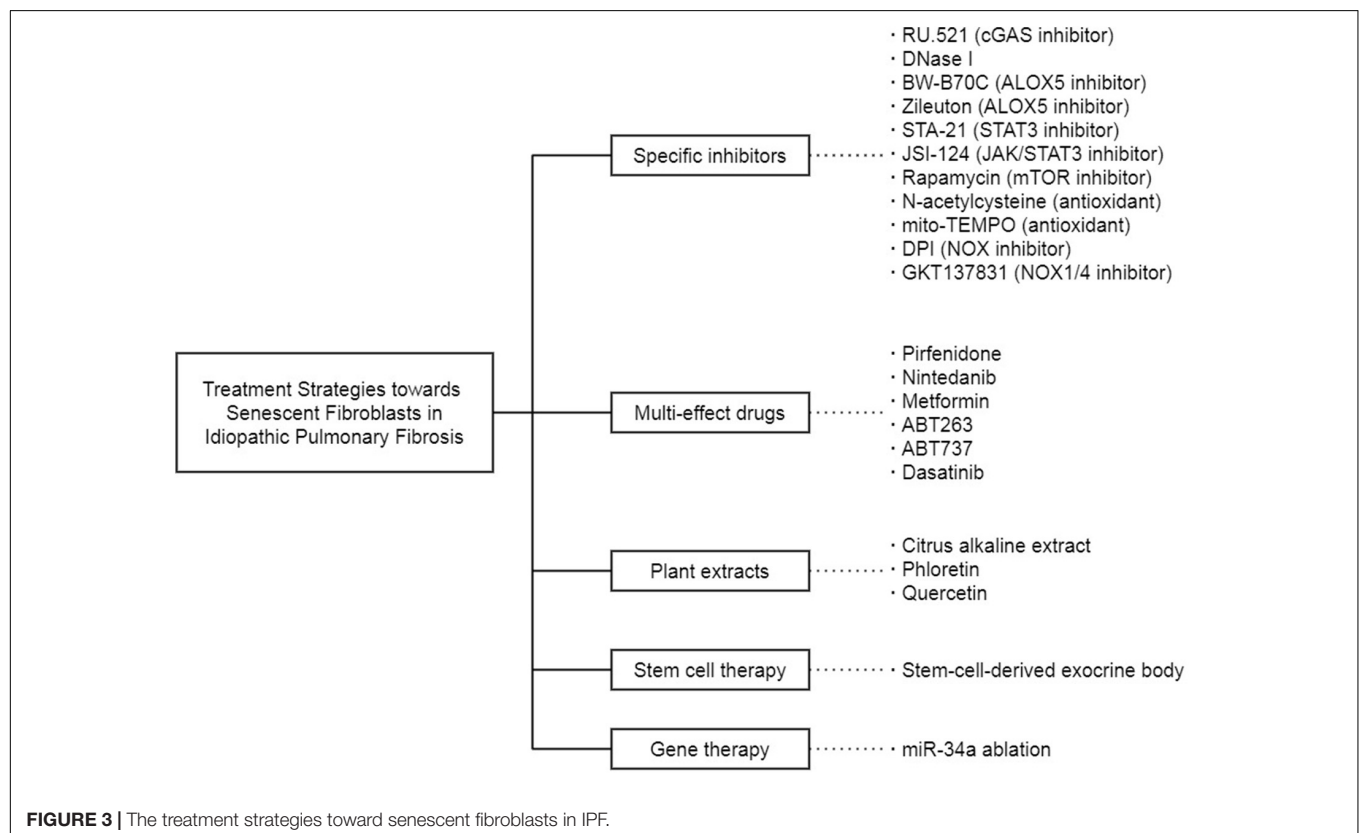 Treatment Strategies towards
Senescent Fibroblasts in
Idiopathic Pulmonary Fibrosis
Specific inhibitors
· RU.521 (cGAS inhibitor)
· DNase I
· BW-B70C (ALOX5 inhibitor)
· Zileuton (ALOX5 inhibitor)
· STA-21 (STAT3 inhibitor)
· JSI-124 (JAK/STAT3 inhibitor)
· Rapamycin (mTOR inhibitor)
· N-acetylcysteine (antioxidant)
· mito-TEMPO (antioxidant)
· DPI (NOX inhibitor)
· GKT137831 (NOX1/4 inhibitor)
Multi-effect drugs
· Pirfenidone
· Nintedanib
· Metformin
· ABT263
· ABT737
· Dasatinib
Plant extracts
· Citrus alkaline extract
· Phloretin
· Quercetin
Stem cell therapy
· Stem-cell-derived exocrine body
Gene therapy
· miR-34a ablation
FIGURE 3 | The treatment strategies toward senescent fibroblasts in IPF.